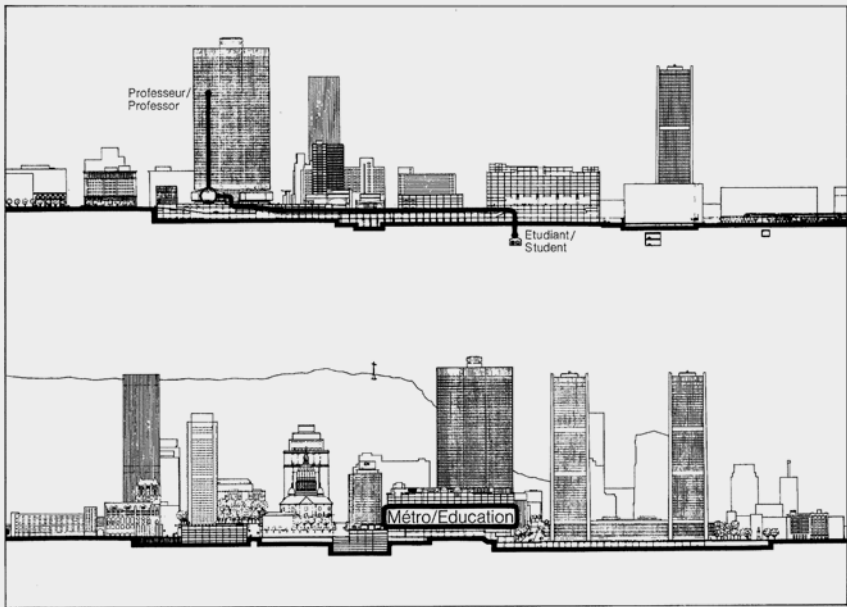 Professeur/
Professor
Etudiant/
Student
Métro/Education